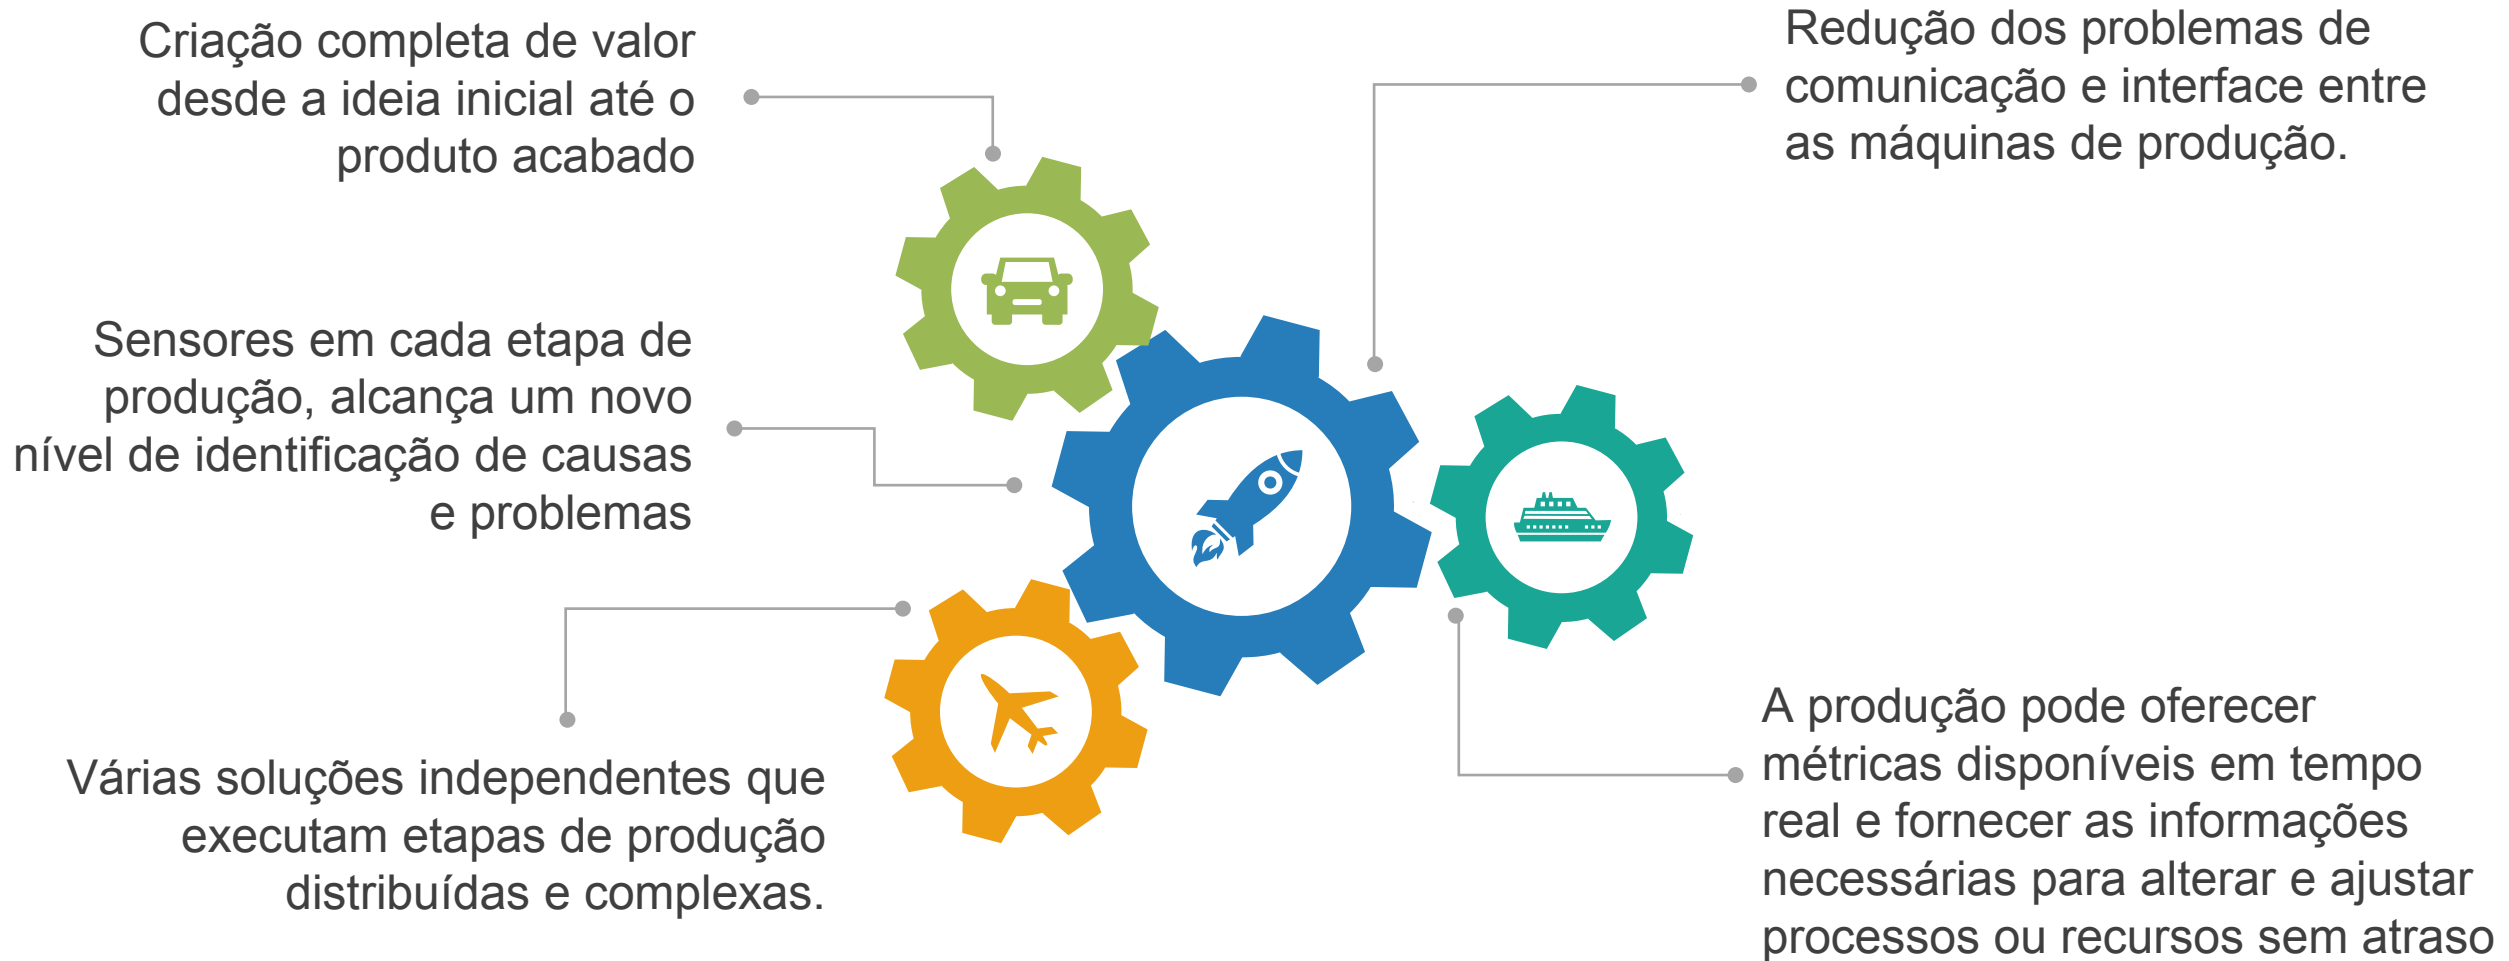 Criação completa de valor
desde a ideia inicial até o
produto acabado
Redução dos problemas de
comunicação e interface entre
as máquinas de produção.
Sensores em cada etapa de
produção, alcança um novo
nível de identificação de causas
e problemas
Várias soluções independentes que
executam etapas de produção
distribuídas e complexas.
A produção pode oferecer
métricas disponíveis em tempo
real e fornecer as informações
necessárias para alterar e ajustar
processos ou recursos sem atraso